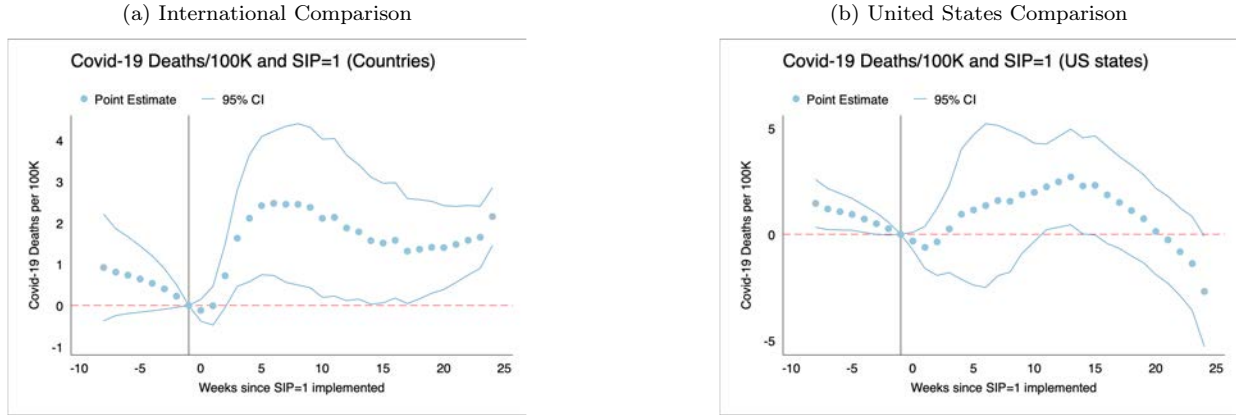 (a) International Comparison
Covid-19 Deaths/100K and SIP=1 (Countries)
Point Estimate 95% CI
Covid-19 Deaths per 100K
4
3
2
1
0
-1
-10 -5 0 5 10 15 20 25
Weeks since SIP=1 implemented
(b) United States Comparison
Covid-19 Deaths/100K and SIP=1 (US states)
Point Estimate 95% CI
Covid-19 Deaths per 100K
5
0
-5
-10 -5 0 5 10 15 20 25
Weeks since SIP=1 implemented